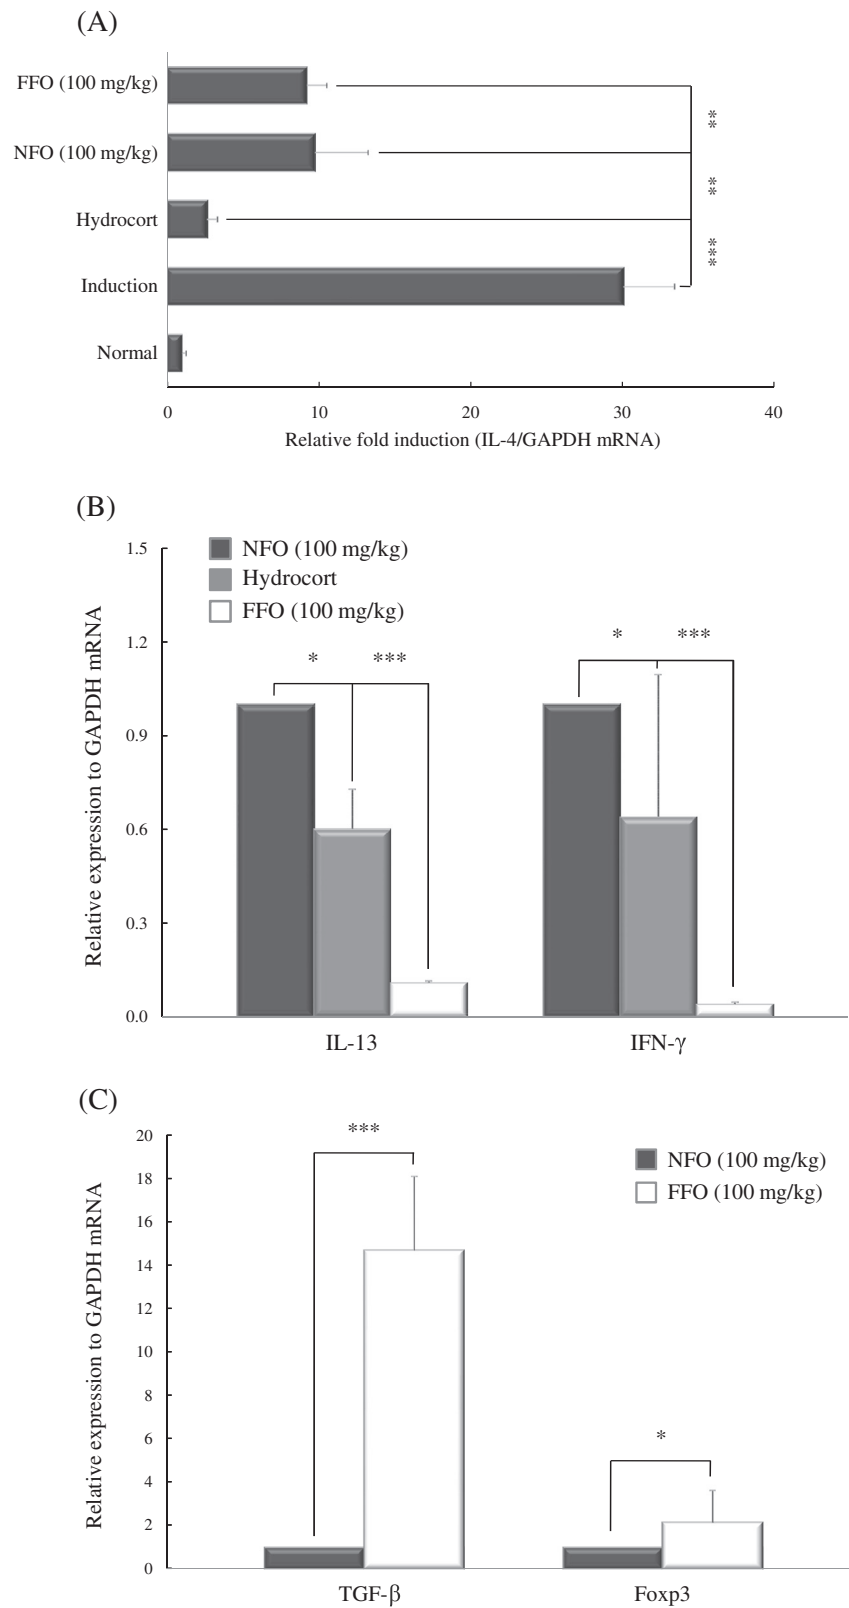 (A)
FFO (100 mg/kg)
**
NFO (100 mg/kg)
**
Hydrocort
***
Induction
Normal
0 10 20 30 40
Relative fold induction (IL-4/GAPDH mRNA)
(B)
NFO (100 mg/kg)
Hydrocort
FFO (100 mg/kg)
Relative expression to GAPDH mRNA
1.5
1.2
0.9
0.6
0.3
0.0
* ***
* ***
IL-13 IFN-γ
(C)
NFO (100 mg/kg)
FFO (100 mg/kg)
Relative expression to GAPDH mRNA
20
18
16
14
12
10
8
6
4
2
0
***
*
TGF-β Foxp3